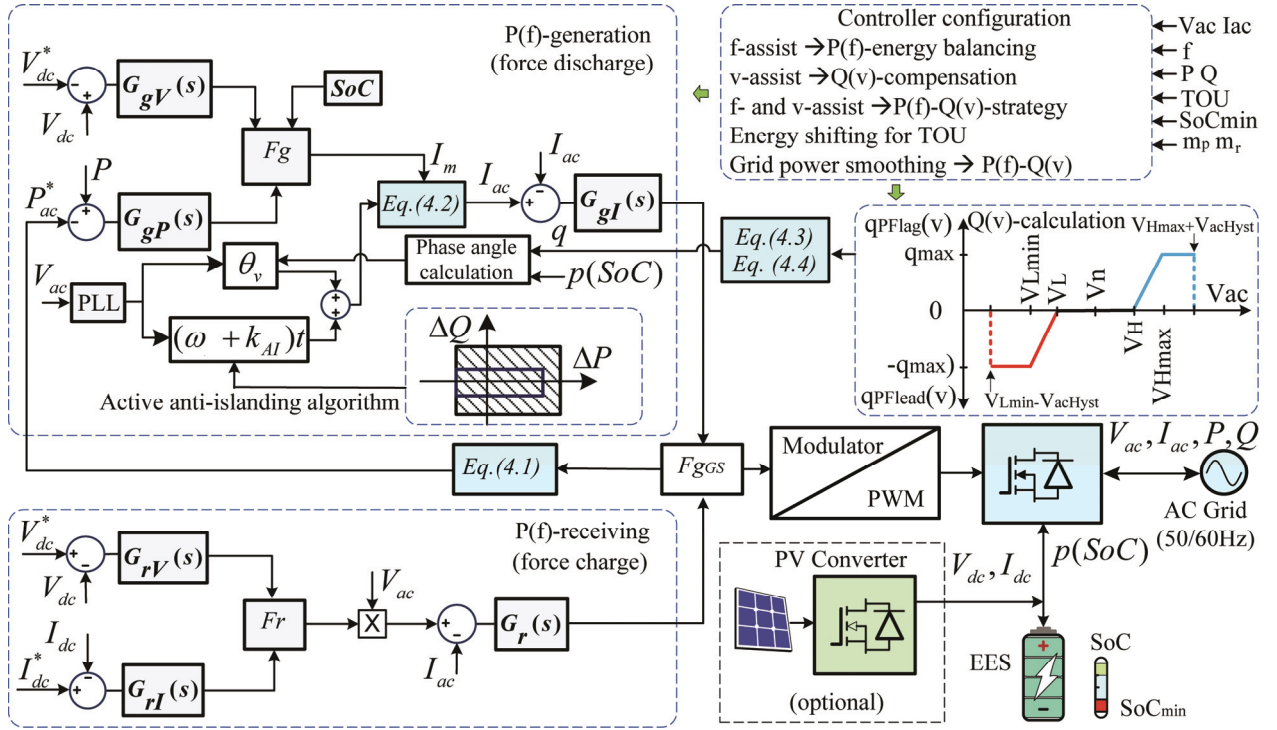 P(f)-generation
(force discharge)
V*dc
- +
Vdc
GgV(s)
SoC
P
P*ac
+ -
GgP(s)
Fg
Im
Eq.(4.2)
Iac
Iac
-
+
GgI(s)
Vac
PLL
θv
Phase angle
calculation
q
p(SoC)
+
+
(ω + kAI)t
Active anti-islanding algorithm
ΔQ
ΔP
Controller configuration
f-assist →P(f)-energy balancing
v-assist →Q(v)-compensation
f- and v-assist →P(f)-Q(v)-strategy
Energy shifting for TOU
Grid power smoothing → P(f)-Q(v)
Vac Iac
f
P Q
TOU
SoCmin
mp mr
Eq.(4.3)
Eq. (4.4)
qPFlag(v)
Q(v)-calculation
VHmax+VacHyst
qmax
VLmin
VL
Vn
Vac
0
VH
VHmax
-qmax)
qPFlead(v)
VLmin-VacHyst
Eq.(4.1)
FgGS
Modulator
PWM
Vac, Iac, P, Q
AC Grid
(50/60Hz)
p(SoC)
P(f)-receiving
(force charge)
V*dc
+ -
Vdc
GrV(s)
Idc
I*dc
+ -
GrI(s)
Fr
Vac
X
+ -
Iac
Gr(s)
PV Converter
(optional)
Vdc, Idc
EES
+
-
SoC
SoCmin